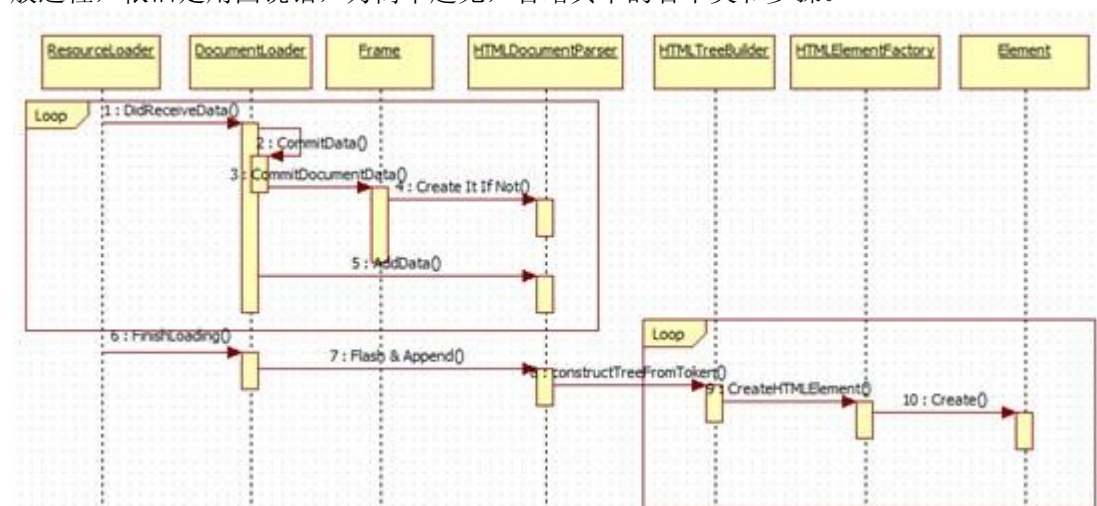 ResourceLoader
DocumentLoader
Frame
HTMLDocumentParser
HTMLTreeBuilder
HTMLElementFactory
Element
Loop
1 : DidReceiveData()
2 : CommitData()
3 : CommitDocumentData()
4 : Create It If Not()
5 : AddData()
6 : FinishLoading()
Loop
7 : Flash & Append()
8 : constructTreeFromToken()
9 : CreateHTMLElement()
10 : Create()